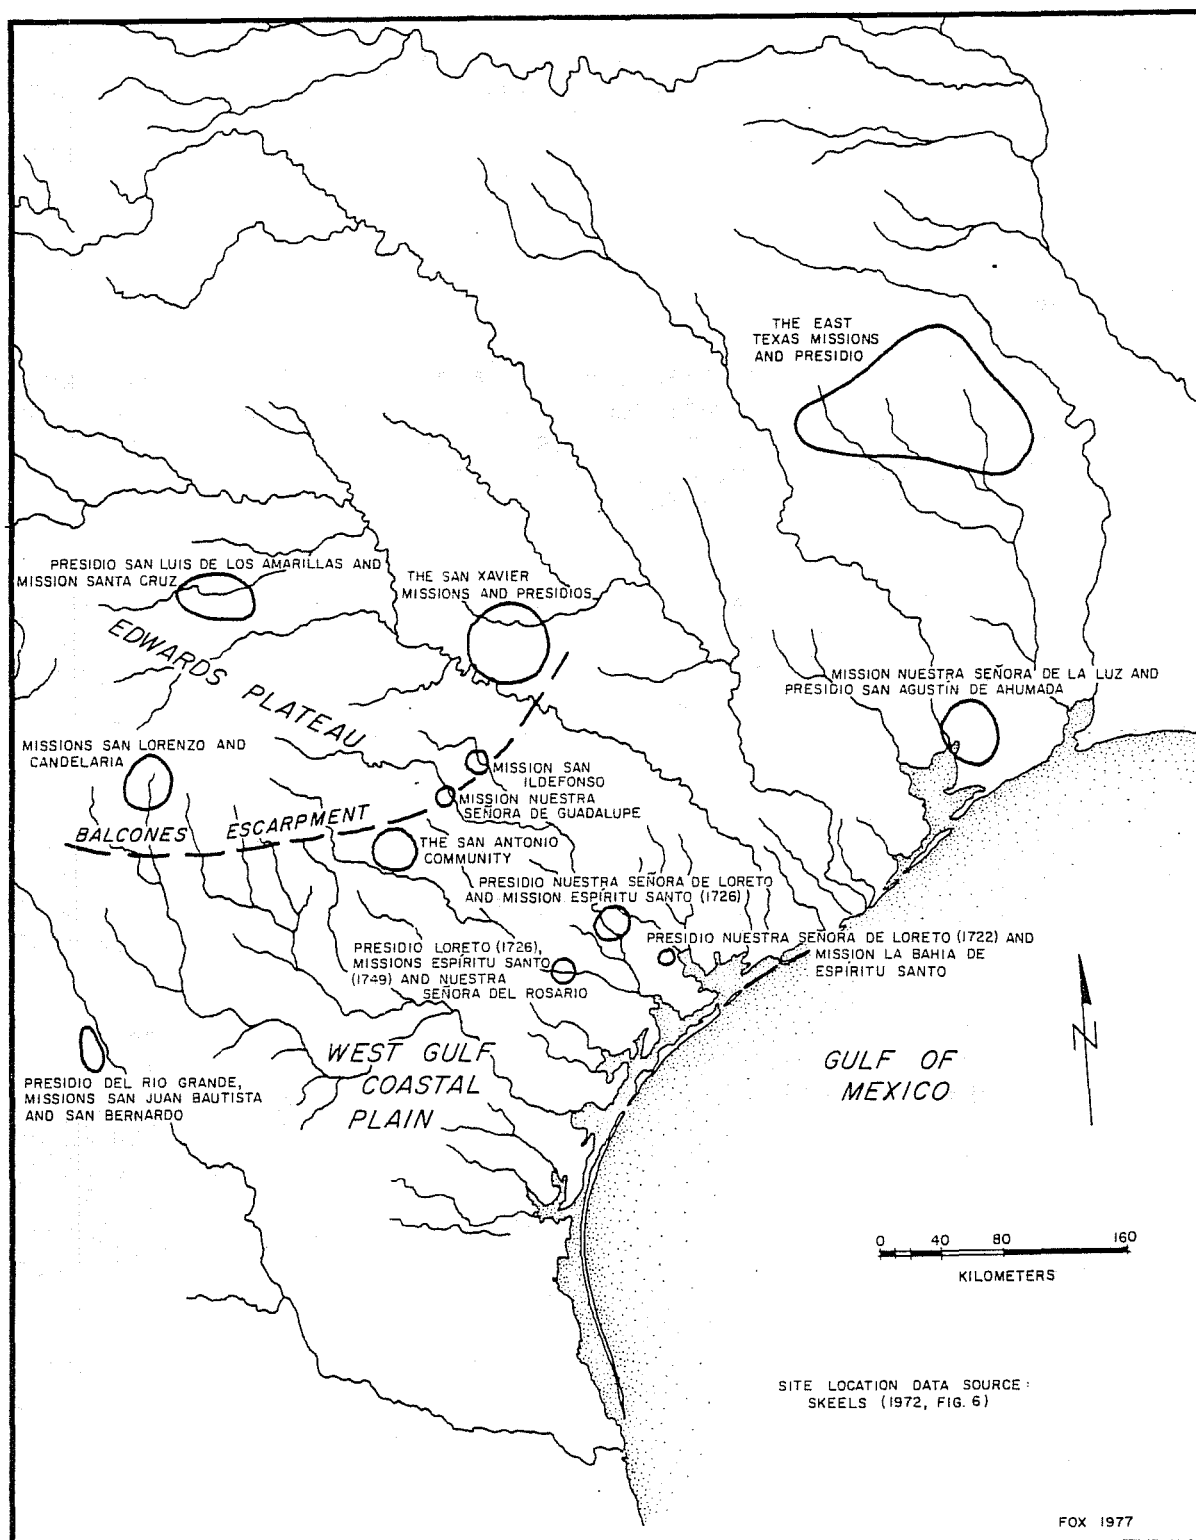 THE EAST
TEXAS MISSIONS
AND PRESIDIO
PRESIDIO SAN LUIS DE LOS AMARILLAS AND
MISSION SANTA CRUZ
THE SAN XAVIER
MISSIONS AND PRESIDIOS
EDWARDS PLATEAU
MISSION NUESTRA SEÑORA DE LA LUZ AND
PRESIDIO SAN AGUSTÍN DE AHUMADA
MISSIONS SAN LORENZO AND
CANDELARIA
MISSION SAN
ILDEFONSO
MISSION NUESTRA
SEÑORA DE GUADALUPE
BALCONES ESCARPMENT
THE SAN ANTONIO
COMMUNITY
PRESIDIO NUESTRA SEÑORA DE LORETO
AND MISSION ESPÍRITU SANTO (1726)
PRESIDIO NUESTRA SEÑORA DE LORETO (1722) AND
MISSION LA BAHIA DE
ESPÍRITU SANTO
PRESIDIO LORETO (1726),
MISSIONS ESPÍRITU SANTO
(1749) AND NUESTRA
SEÑORA DEL ROSARIO
WEST GULF
COASTAL
PLAIN
GULF OF
MEXICO
N
PRESIDIO DEL RIO GRANDE,
MISSIONS SAN JUAN BAUTISTA
AND SAN BERNARDO
0 40 80 160
KILOMETERS
SITE LOCATION DATA SOURCE:
SKEELS (1972, FIG. 6)
FOX 1977